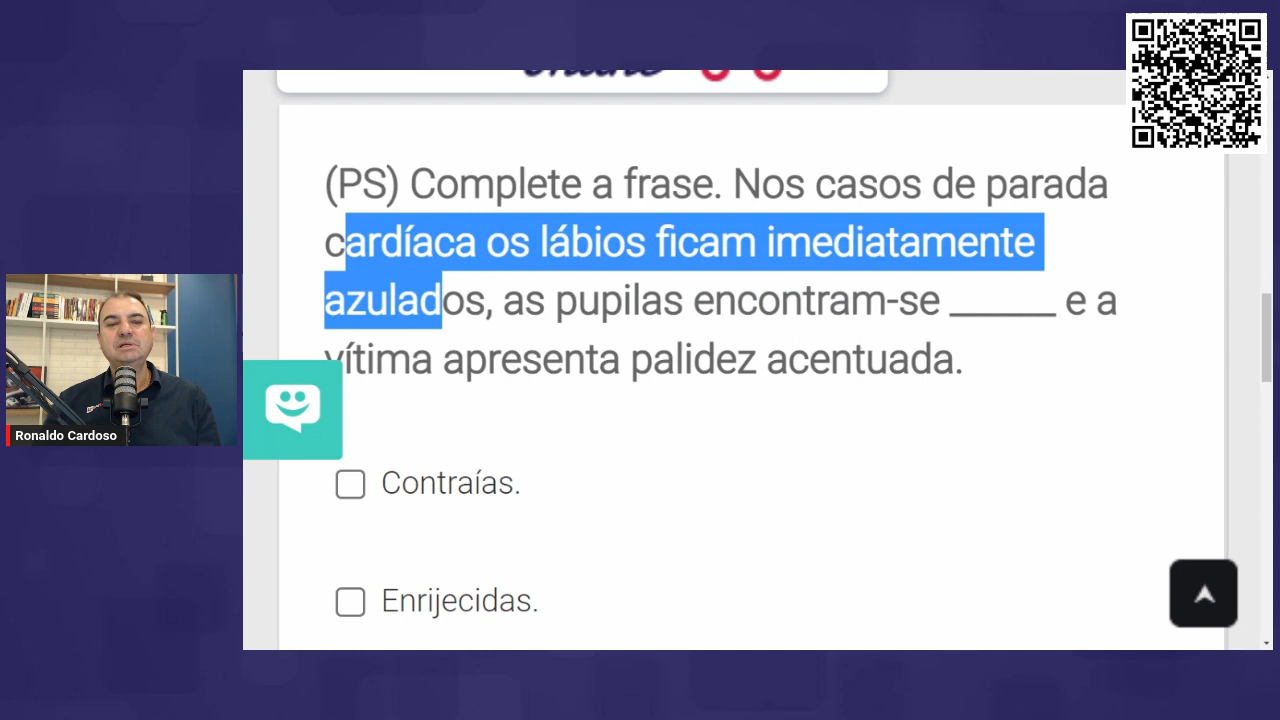 (PS) Complete a frase. Nos casos de parada
cardíaca os lábios ficam imediatamente
azulados, as pupilas encontram-se ______ e a
vítima apresenta palidez acentuada.
Ronaldo Cardoso
Contraías.
Enrijecidas.